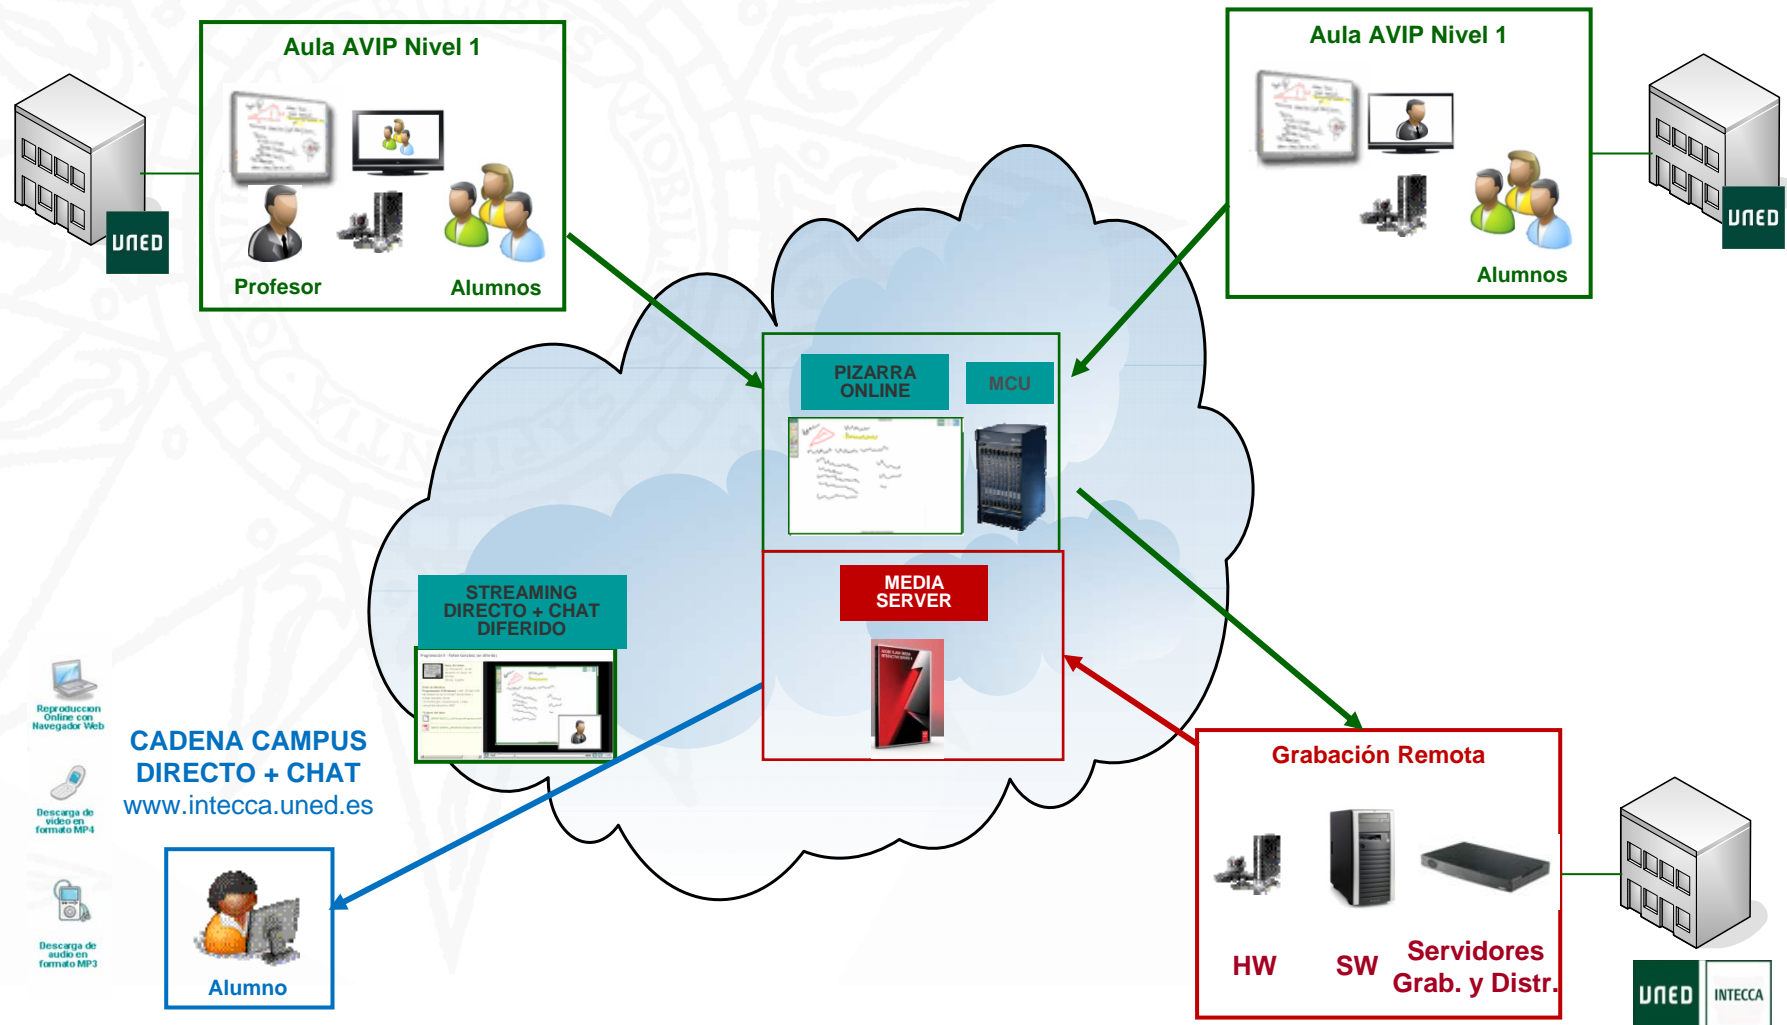 Aula AVIP Nivel 1
Profesor
Alumnos
UNED
Aula AVIP Nivel 1
Alumnos
UNED
PIZARRA
ONLINE
MCU
MEDIA
SERVER
STREAMING
DIRECTO + CHAT
DIFERIDO
Reproduccion
Online con
Navegador Web
Descarga de
video en
formato MP4
Descarga de
audio en
formato MP3
CADENA CAMPUS
DIRECTO + CHAT
www.intecca.uned.es
Alumno
Grabación Remota
HW
SW
Servidores
Grab. y Distr.
UNED
INTECCA